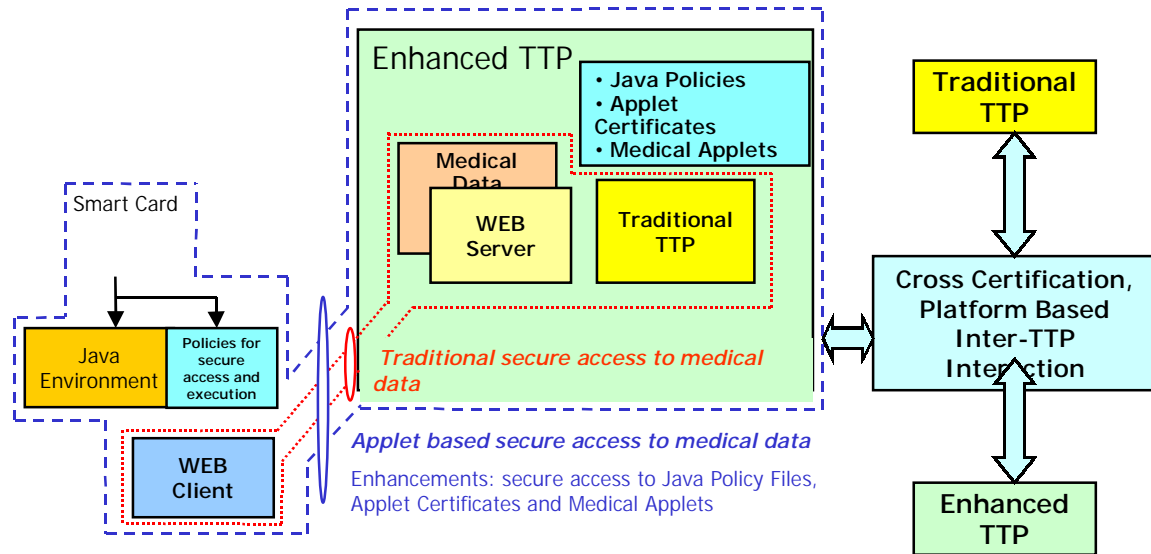 Enhanced TTP
• Java Policies
• Applet
Certificates
• Medical Applets
Medical
Data
WEB
Server
Traditional
TTP
Traditional secure access to medical
data
Smart Card
Java
Environment
Policies for
secure
access and
execution
WEB
Client
Applet based secure access to medical data
Enhancements: secure access to Java Policy Files,
Applet Certificates and Medical Applets
Traditional
TTP
Cross Certification,
Platform Based
Inter-TTP
Interaction
Enhanced
TTP